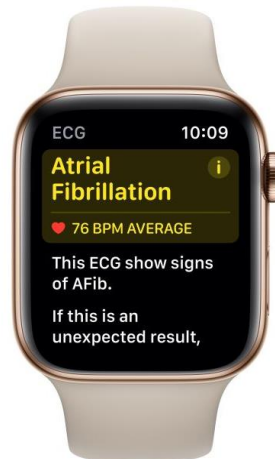 ECG 10:09
Atrial
Fibrillation
76 BPM AVERAGE
This ECG show signs
of AFib.
If this is an
unexpected result,